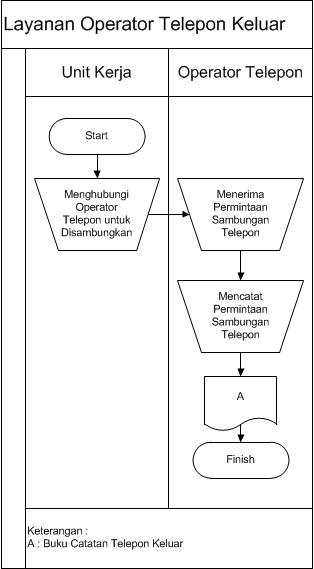 Layanan Operator Telepon Keluar
Unit Kerja
Operator Telepon
Start
Menghubungi
Operator
Telepon untuk
Disambungkan
Menerima
Permintaan
Sambungan
Telepon
Mencatat
Permintaan
Sambungan
Telepon
A
Finish
Keterangan :
A : Buku Catatan Telepon Keluar